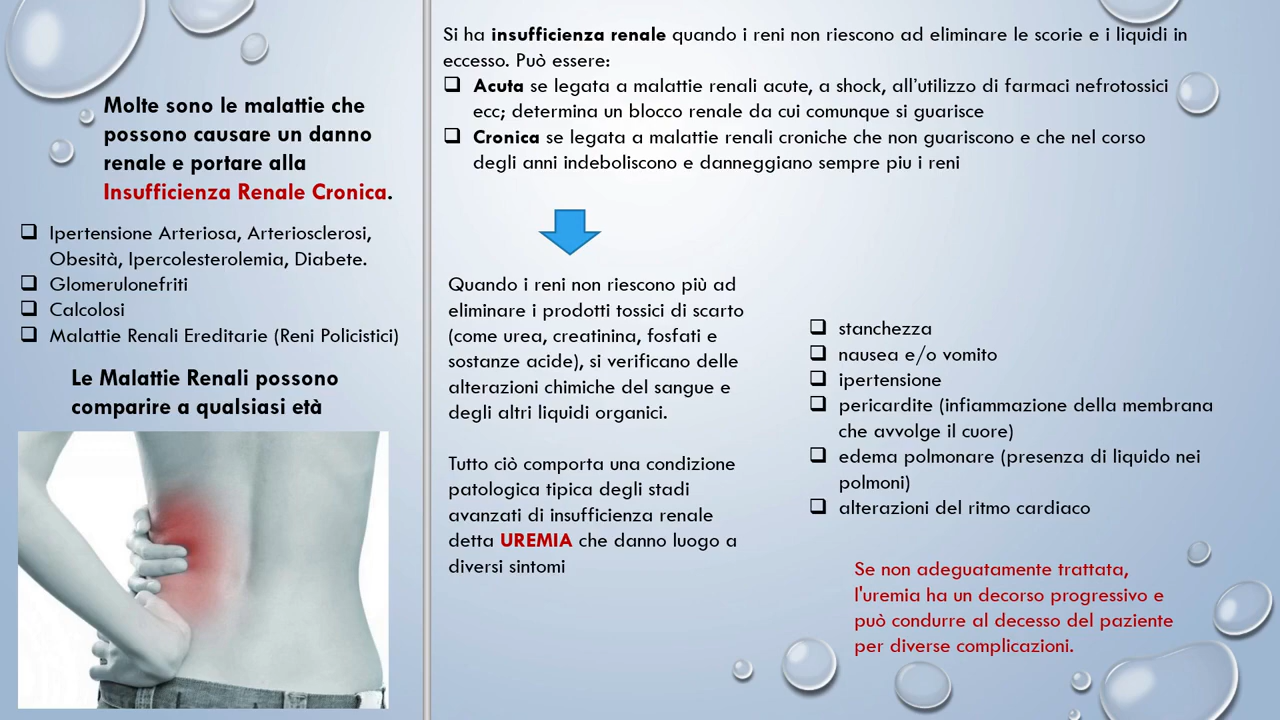 Molte sono le malattie che
possono causare un danno
renale e portare alla
Insufficienza Renale Cronica.
❑ Ipertensione Arteriosa, Arteriosclerosi,
Obesità, Ipercolesterolemia, Diabete.
❑ Glomerulonefriti
❑ Calcolosi
❑ Malattie Renali Ereditarie (Reni Policistici)
Le Malattie Renali possono
comparire a qualsiasi età
Si ha insufficienza renale quando i reni non riescono ad eliminare le scorie e i liquidi in
eccesso. Può essere:
❑ Acuta se legata a malattie renali acute, a shock, all'utilizzo di farmaci nefrotossici
ecc; determina un blocco renale da cui comunque si guarisce
❑ Cronica se legata a malattie renali croniche che non guariscono e che nel corso
degli anni indeboliscono e danneggiano sempre piu i reni
Quando i reni non riescono più ad
eliminare i prodotti tossici di scarto
(come urea, creatinina, fosfati e
sostanze acide), si verificano delle
alterazioni chimiche del sangue e
degli altri liquidi organici.
Tutto ciò comporta una condizione
patologica tipica degli stadi
avanzati di insufficienza renale
detta UREMIA che danno luogo a
diversi sintomi
❑ stanchezza
❑ nausea e/o vomito
❑ ipertensione
❑ pericardite (infiammazione della membrana
che avvolge il cuore)
❑ edema polmonare (presenza di liquido nei
polmoni)
❑ alterazioni del ritmo cardiaco
Se non adeguatamente trattata,
l'uremia ha un decorso progressivo e
può condurre al decesso del paziente
per diverse complicazioni.